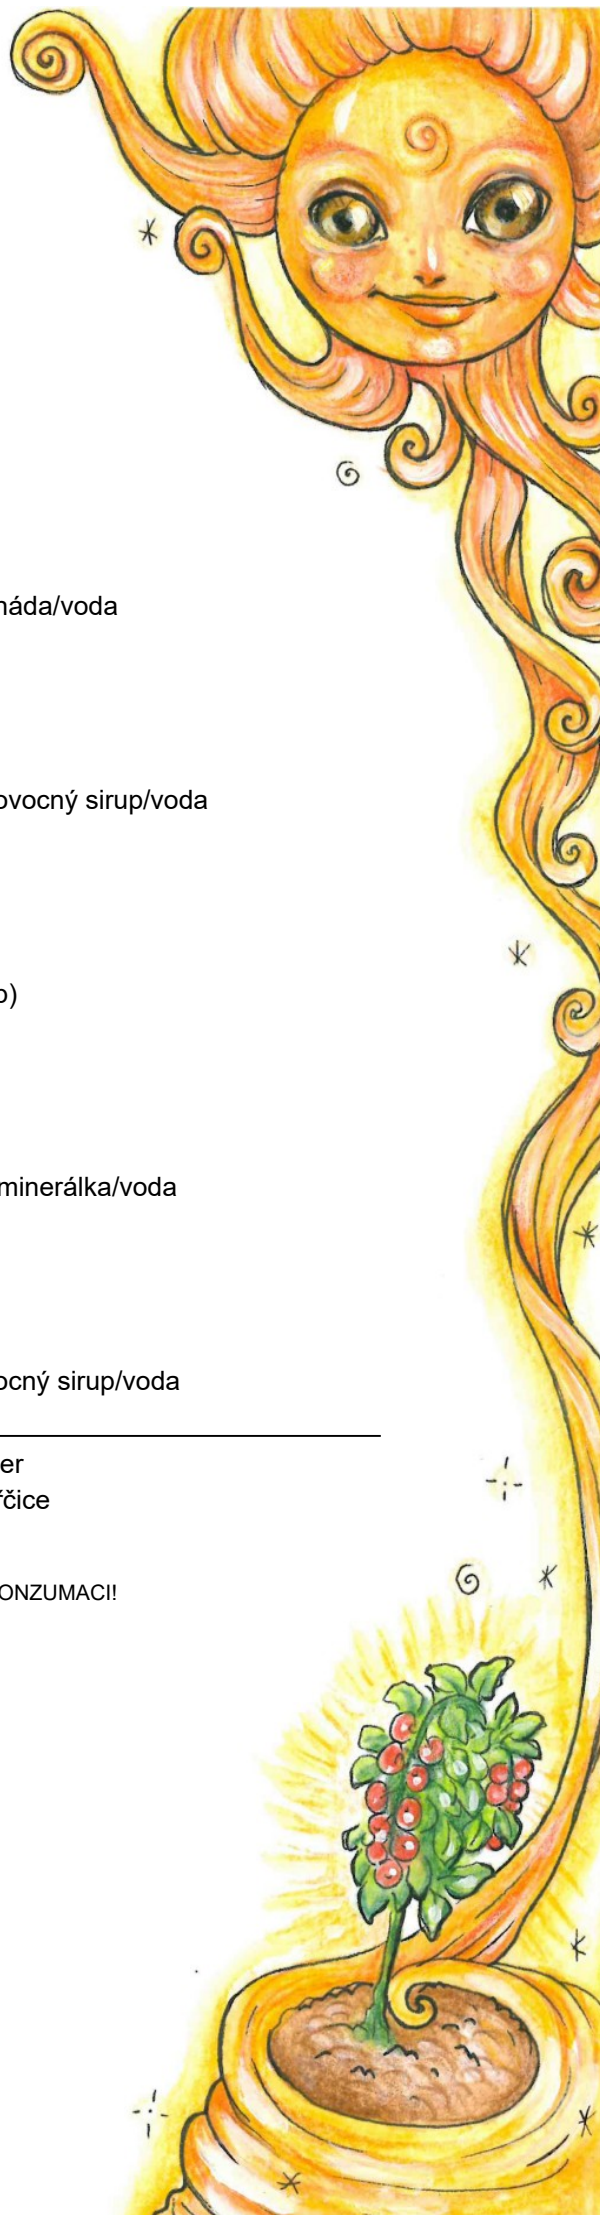 náda/voda
ovocný sirup/voda
o)
minerálka/voda
ocný sirup/voda
er
řčice
ONZUMACI!